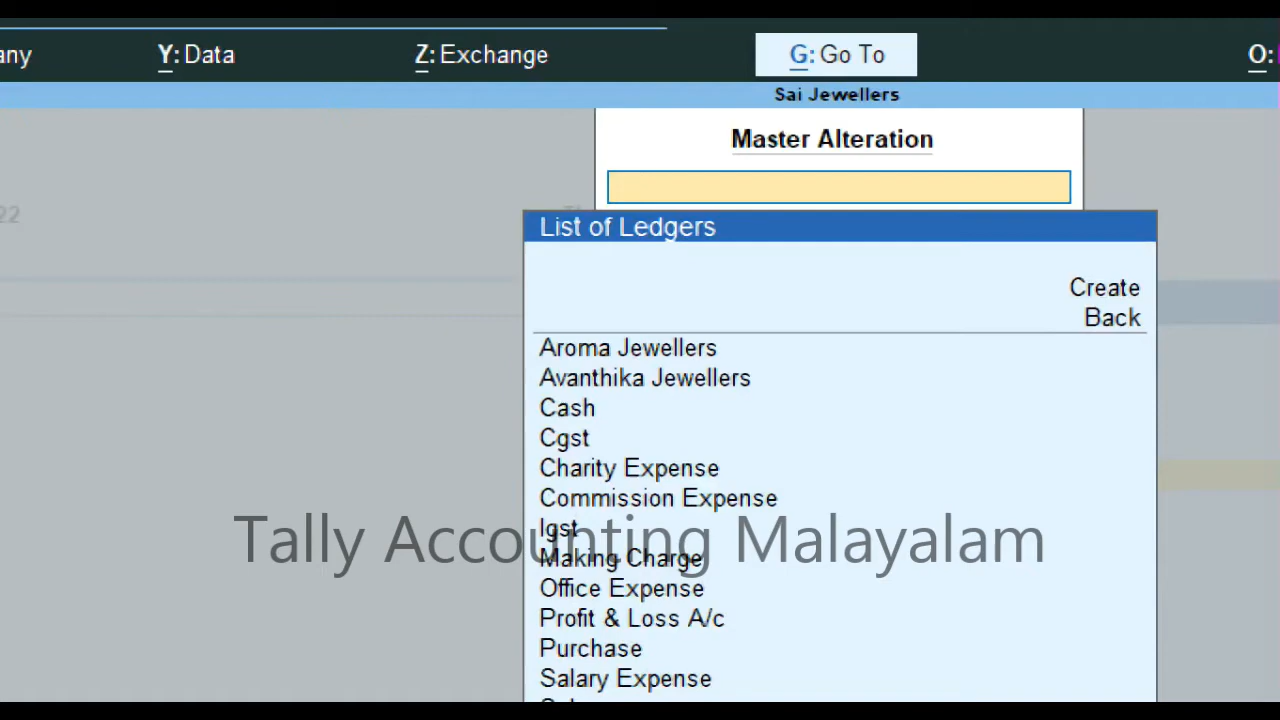 any
Y: Data
Z: Exchange
G: Go To
O:
Sai Jewellers
Master Alteration
22
List of Ledgers
Create
Back
Aroma Jewellers
Avanthika Jewellers
Cash
Cgst
Charity Expense
Commission Expense
Igst
Tally Accounting Malayalam
Making Charge
Office Expense
Profit & Loss A/c
Purchase
Salary Expense